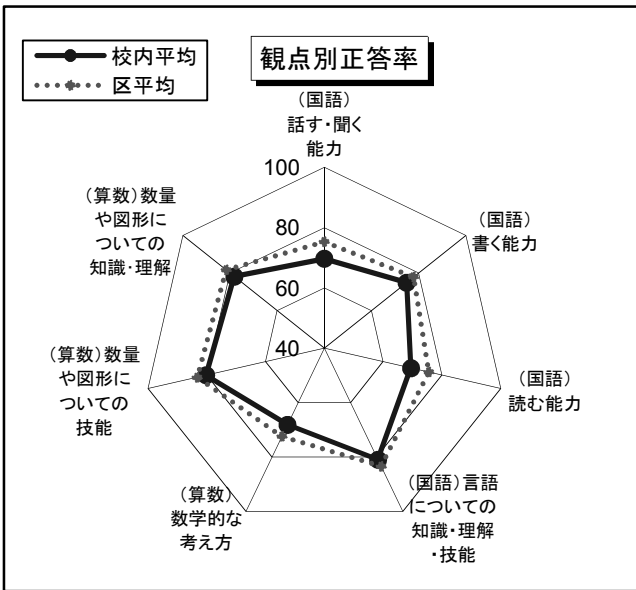 校内平均
区平均
観点別正答率
（国語）
話す・聞く
能力
100
80
60
40
（国語）
書く能力
（国語）
読む能力
（国語）言語
についての
知識・理解
・技能
（算数）
数学的な
考え方
（算数）数量
や図形に
ついての
技能
（算数）数量
や図形に
ついての
知識・理解